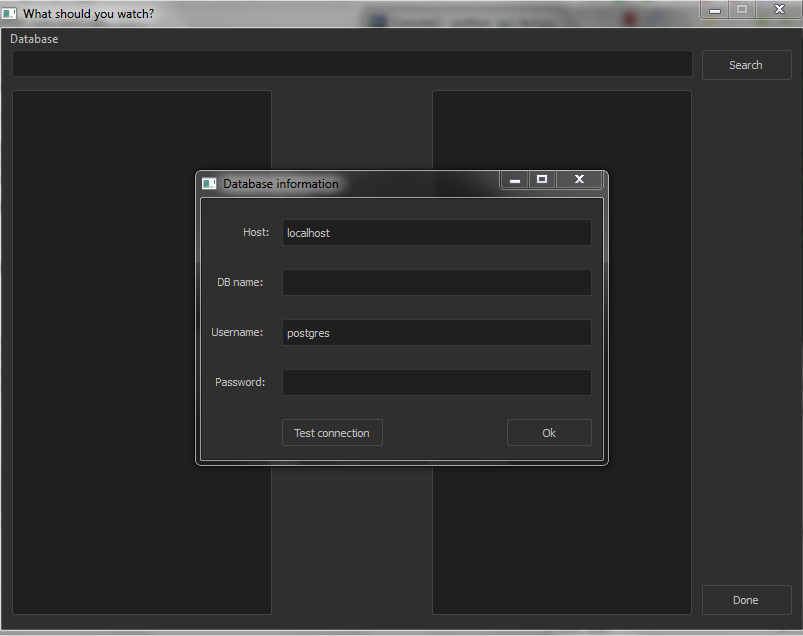 What should you watch?
Database
Search
Database information
Host: localhost
DB name:
Username: postgres
Password:
Test connection Ok
Done